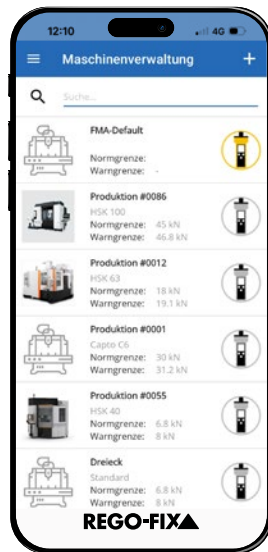 12:10
4G
Maschinenverwaltung
Suche...
FMA-Default
Normgrenze:
Warngrenze: -
Produktion #0086
HSK 100
Normgrenze: 45 kN
Warngrenze: 46.8 kN
Produktion #0012
HSK 63
Normgrenze: 18 kN
Warngrenze: 19.1 kN
Produktion #0001
Capto C6
Normgrenze: 30 kN
Warngrenze: 31.2 kN
Produktion #0055
HSK 40
Normgrenze: 6.8 kN
Warngrenze: 8 kN
Dreieck
Standard
Normgrenze: 6.8 kN
Warngrenze: 8 kN
REGO-FIX